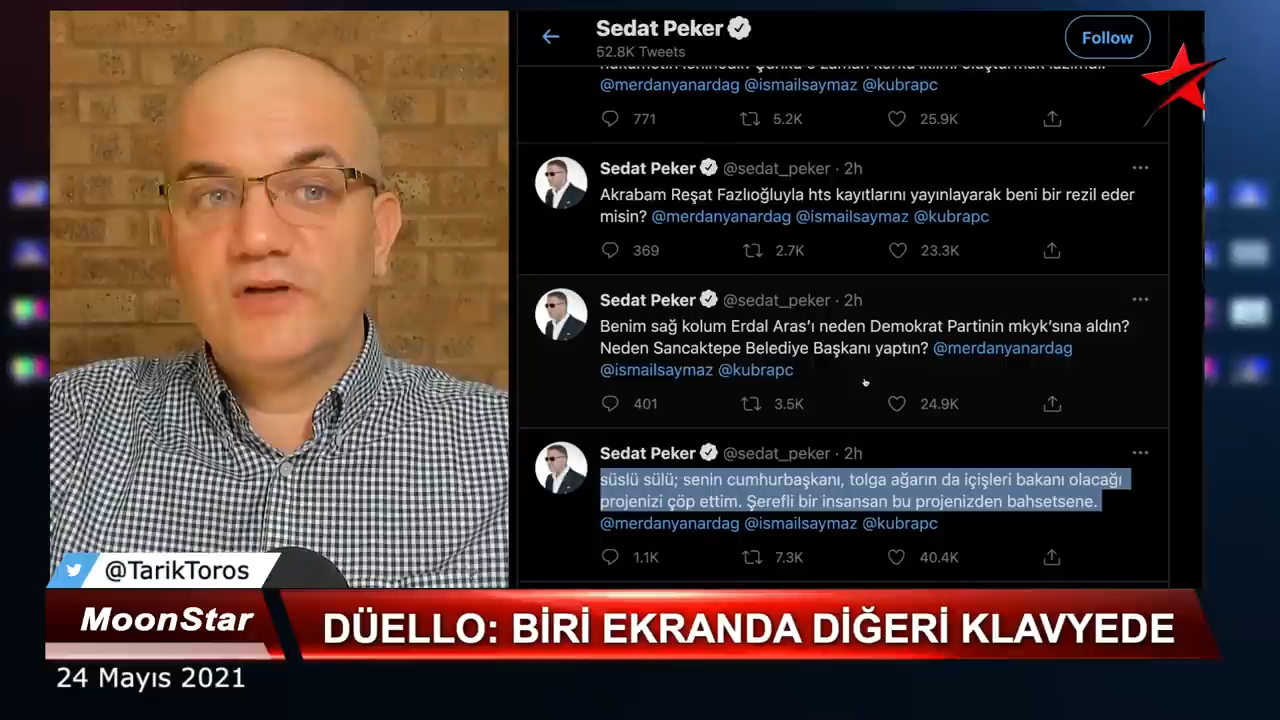 Sedat Peker
52.8K Tweets
Follow
@merdanyanardag @ismailsaymaz @kubrapc
771 5.2K 25.9K
Sedat Peker @sedat_peker · 2h
Akrabam Reşat Fazlıoğluyla hts kayıtlarını yayınlayarak beni bir rezil eder
misin? @merdanyanardag @ismailsaymaz @kubrapc
369 2.7K 23.3K
Sedat Peker @sedat_peker · 2h
Benim sağ kolum Erdal Aras’ı neden Demokrat Partinin mkyk’sına aldın?
Neden Sancaktepe Belediye Başkanı yaptın? @merdanyanardag
@ismailsaymaz @kubrapc
401 3.5K 24.9K
Sedat Peker @sedat_peker · 2h
süslü sülü; senin cumhurbaşkanı, tolga ağarın da içişleri bakanı olacağı
projenizi çöp ettim. Şerefli bir insansan bu projenizden bahsetsene.
@merdanyanardag @ismailsaymaz @kubrapc
1.1K 7.3K 40.4K
@TarikToros
MoonStar
DÜELLO: BİRİ EKRANDA DİĞERİ KLAVYEDE
24 Mayıs 2021